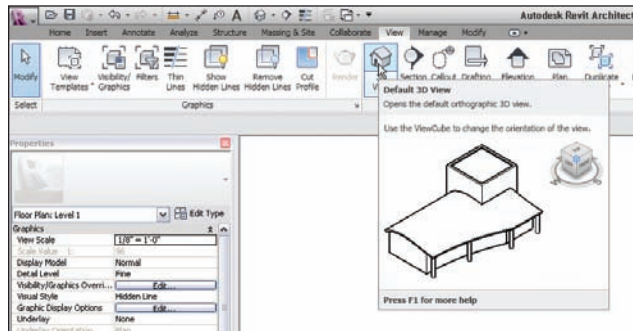 Autodesk Revit Architect
Home Insert Annotate Analyze Structure Massing & Site Collaborate View Manage Modify
Modify View Templates Visibility/ Graphics Filters Thin Lines Show Hidden Lines Remove Hidden Lines Cut Profile Render Section Callout Drafting Elevation Plan Duplicate
Select Graphics
Default 3D View
Opens the default orthographic 3D view.
Use the ViewCube to change the orientation of the view.
Press F1 for more help
Properties
Floor Plan: Level 1 Edit Type
Graphics
View Scale 1/8" = 1'-0"
Scale Value 1: 96
Display Model Normal
Detail Level Fine
Visibility/Graphics Overri... Edit...
Visual Style Hidden Line
Graphic Display Options Edit...
Underlay None
Underlay Orientation Plan